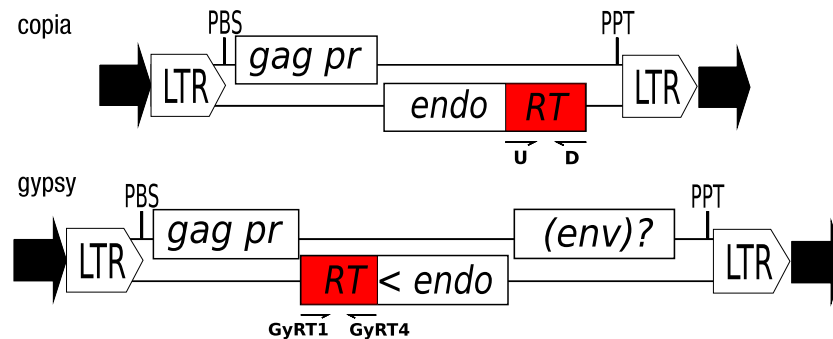 copia
PBS PPT
LTR gag pr LTR
endo RT
U D
gypsy
PBS PPT
LTR gag pr (env)? LTR
RT < endo
GyRT1 GyRT4